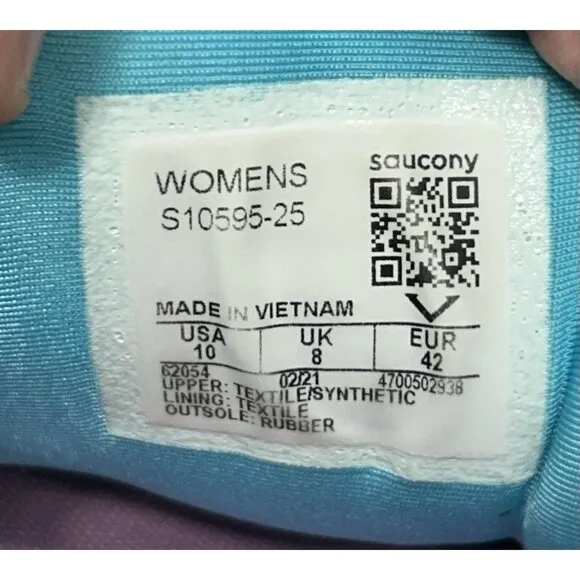 saucony
WOMENS
S10595-25
MADE IN VIETNAM
USA UK EUR
10 8 42
62054 02/21 4700502938
UPPER: TEXTILE/SYNTHETIC
LINING: TEXTILE
OUTSOLE: RUBBER